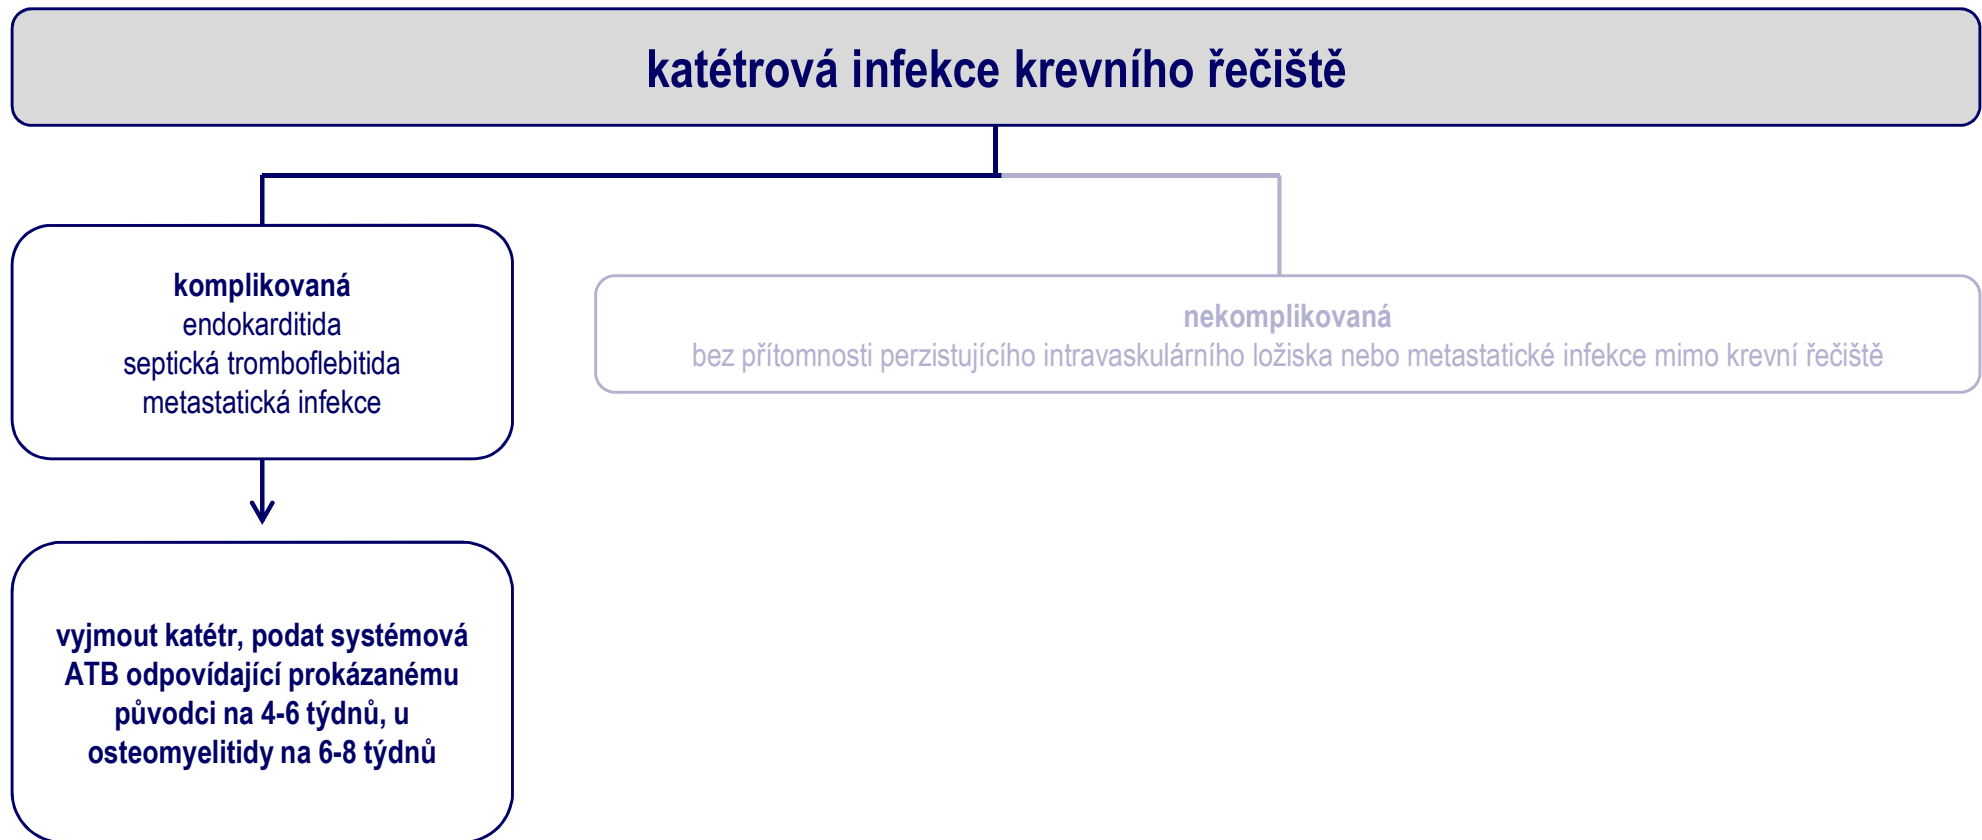 katétrová infekce krevního řečiště
komplikovaná
endokarditida
septická tromboflebitida
metastatická infekce
nekomplikovaná
bez přítomnosti perzistujícího intravaskulárního ložiska nebo metastatické infekce mimo krevní řečiště
vyjmout katétr, podat systémová
ATB odpovídající prokázanému
původci na 4-6 týdnů, u
osteomyelitidy na 6-8 týdnů